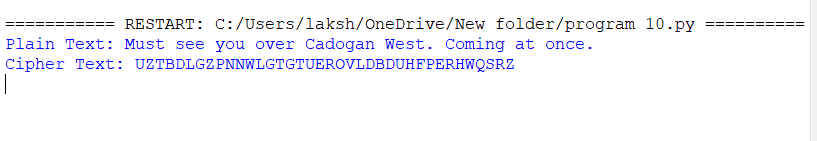 =========== RESTART: C:/Users/laksh/OneDrive/New folder/program 10.py ==========
Plain Text: Must see you over Cadogan West. Coming at once.
Cipher Text: UZTBDLGZPNNWLGTGTUEROVLDBDUHFPERHWQSRZ